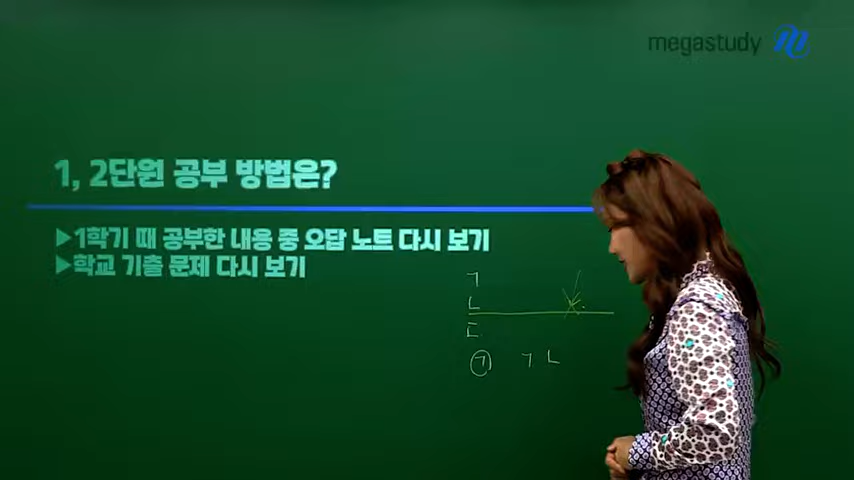 megastudy
1, 2단원 공부 방법은?
▶1학기 때 공부한 내용 중 오답 노트 다시 보기
▶학교 기출 문제 다시 보기
ㄱ
ㄴ
ㄷ
㉠ ㄱ ㄴ